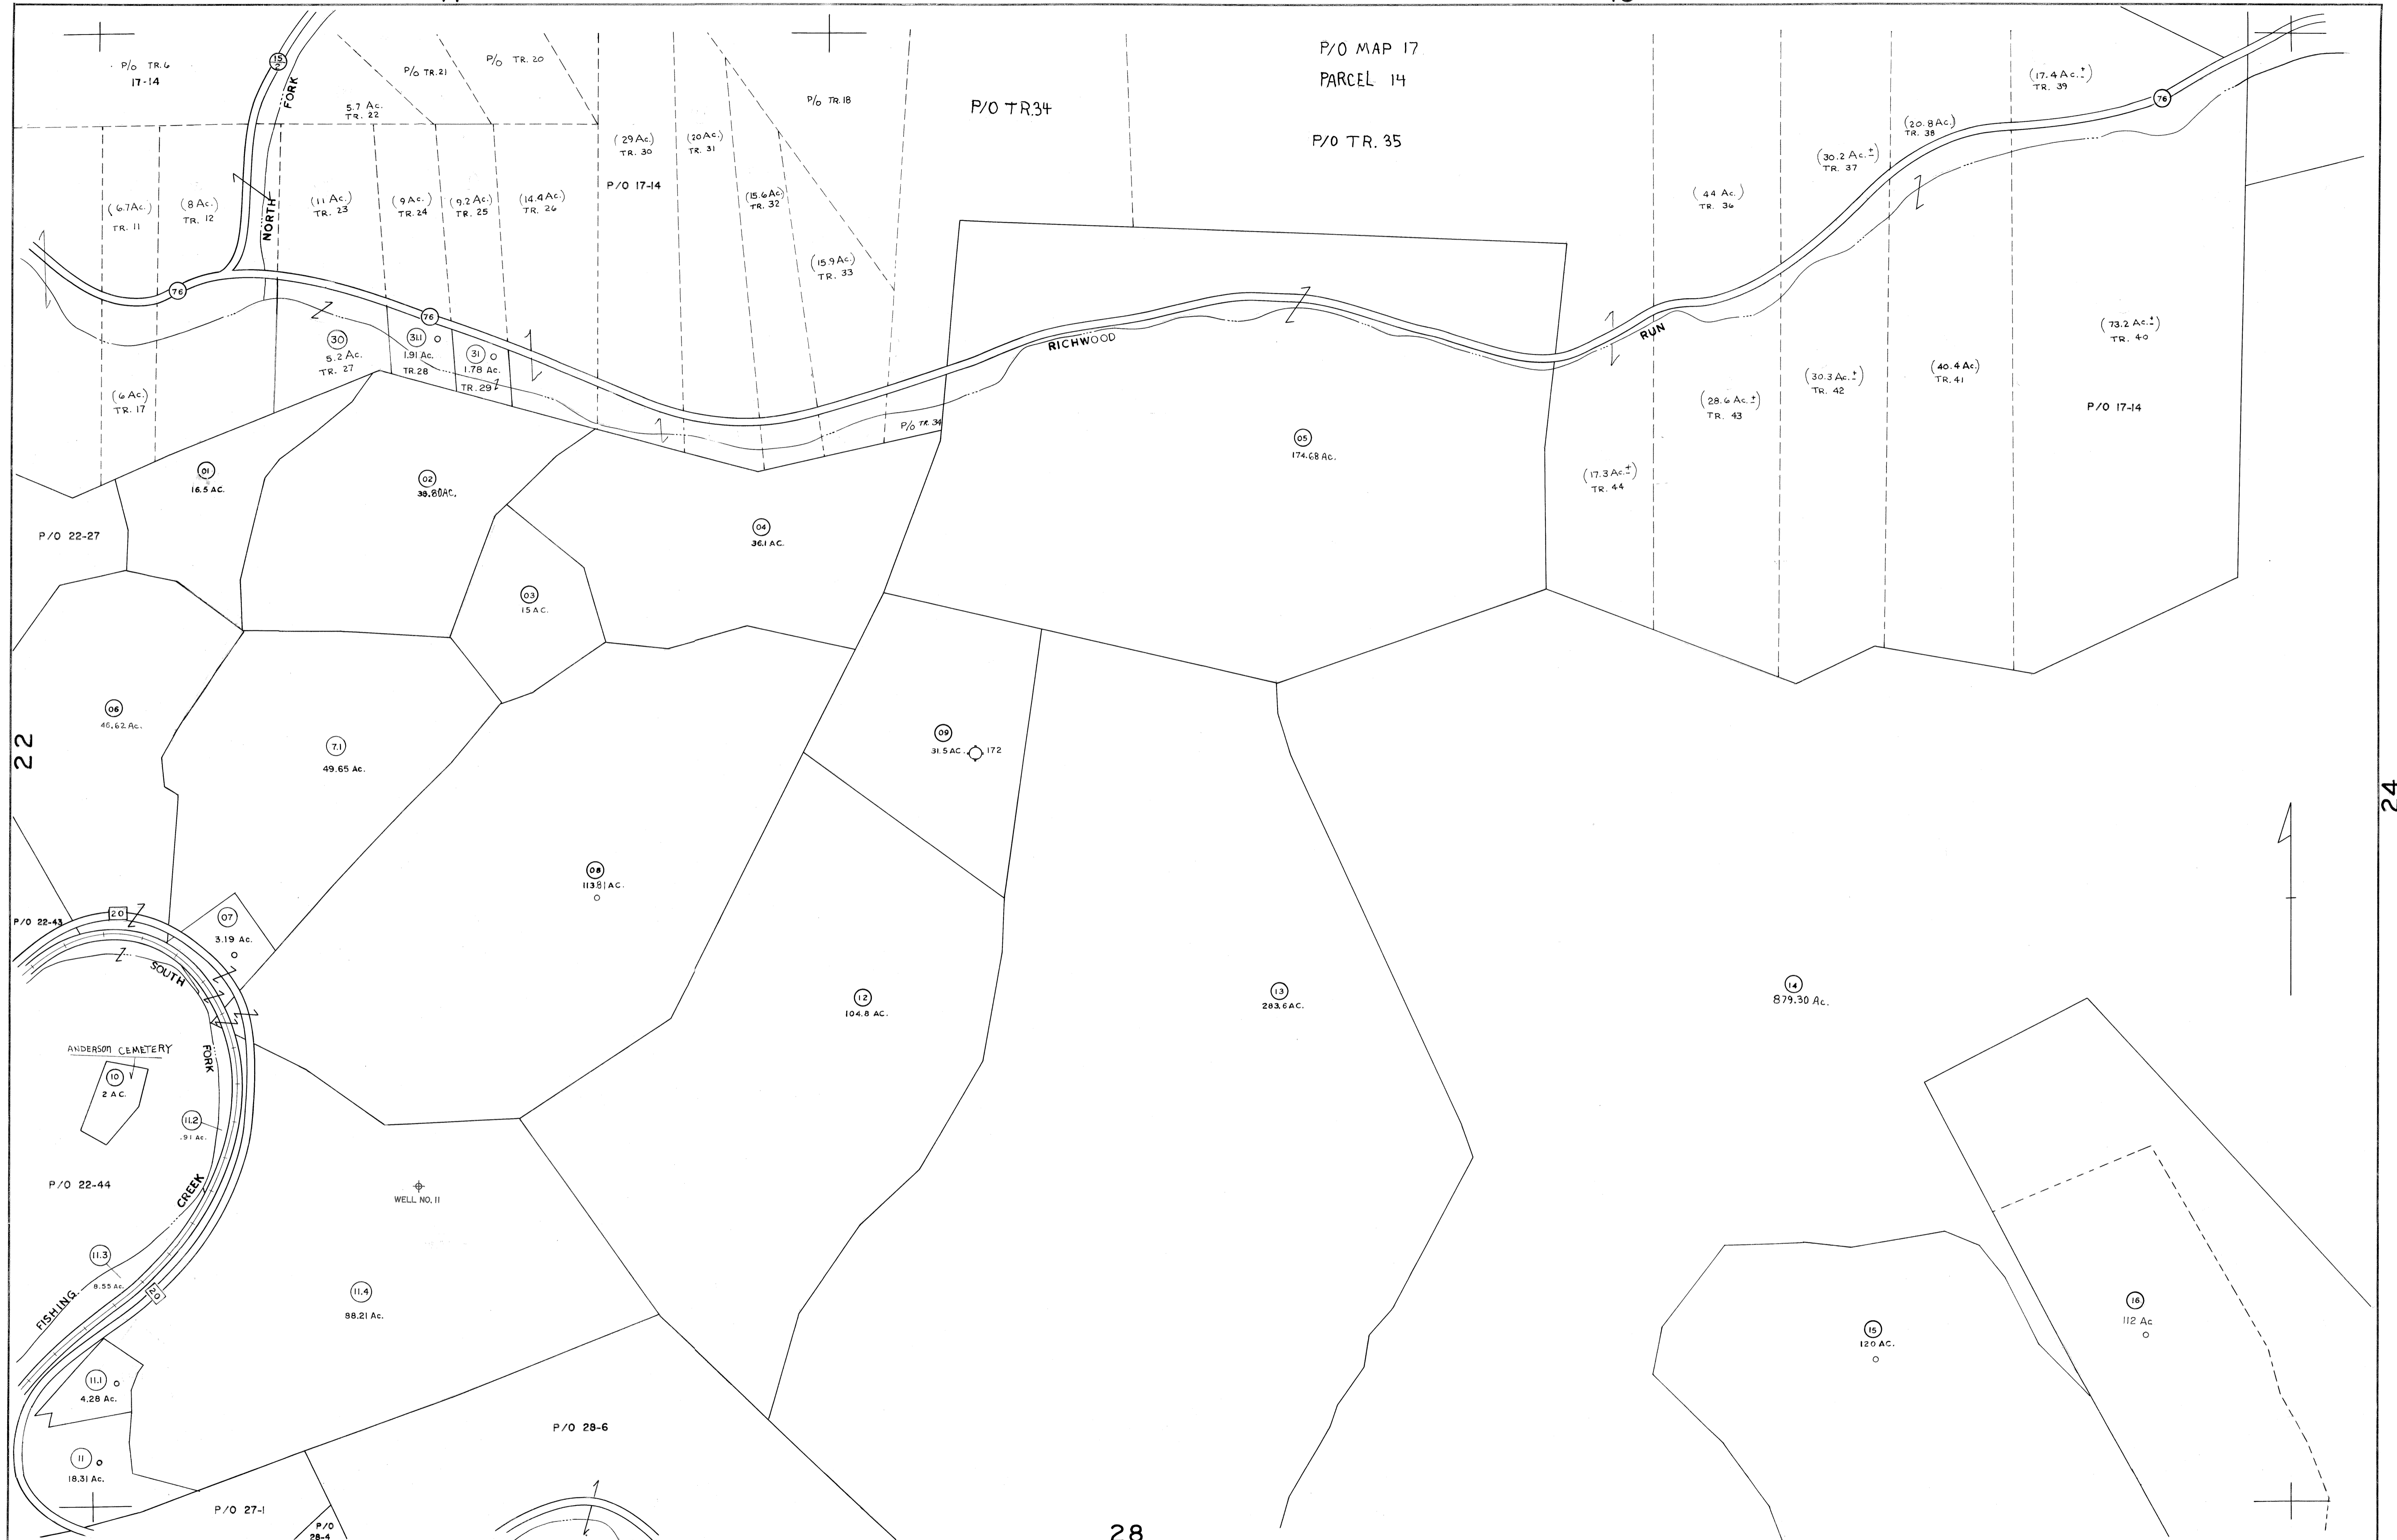 P/O TR.6
17-14
15
2
NORTH FORK
P/O TR.21
P/O TR. 20
5.7 Ac.
TR. 22
P/O TR.18
P/O TR.34
P/O MAP 17
PARCEL 14
P/O TR. 35
(17.4 Ac.±)
TR. 39
76
(20.8 Ac.)
TR. 38
(30.2 Ac.±)
TR. 37
(44 Ac.)
TR. 36
(29 Ac.)
TR. 30
P/O 17-14
(20 Ac.)
TR. 31
(15.6 Ac.)
TR. 32
(15.9 Ac.)
TR. 33
(6.7 Ac.)
TR. 11
(8 Ac.)
TR. 12
(11 Ac.)
TR. 23
(9 Ac.)
TR. 24
(9.2 Ac.)
TR. 25
(14.4 Ac.)
TR. 26
76
76
30
5.2 Ac.
TR. 27
31.1
1.91 Ac.
TR.28
31
1.78 Ac.
TR.29
(6 Ac.)
TR. 17
RICHWOOD RUN
(73.2 Ac.±)
TR. 40
P/O 17-14
(40.4 Ac.)
TR. 41
(30.3 Ac.±)
TR. 42
(28.6 Ac.±)
TR. 43
(17.3 Ac.±)
TR. 44
P/O TR. 34
05
174.68 Ac.
01
16.5 AC.
02
38.80AC.
04
36.1 AC.
P/O 22-27
03
15 AC.
06
46.62 Ac.
22
7.1
49.65 Ac.
09
31.5 AC.
172
24
08
113.81 AC.
P/O 22-43
20
07
3.19 Ac.
SOUTH FORK
12
104.8 AC.
13
283.6 AC.
14
879.30 Ac.
ANDERSON CEMETERY
10
2 AC.
11.2
.91 Ac.
P/O 22-44
CREEK
WELL NO. 11
11.3
8.55 Ac.
FISHING
20
11.4
88.21 Ac.
16
112 Ac
15
120 AC.
11.1
4.28 Ac.
P/O 28-6
11
18.31 Ac.
P/O 27-1
P/O
28-4
28